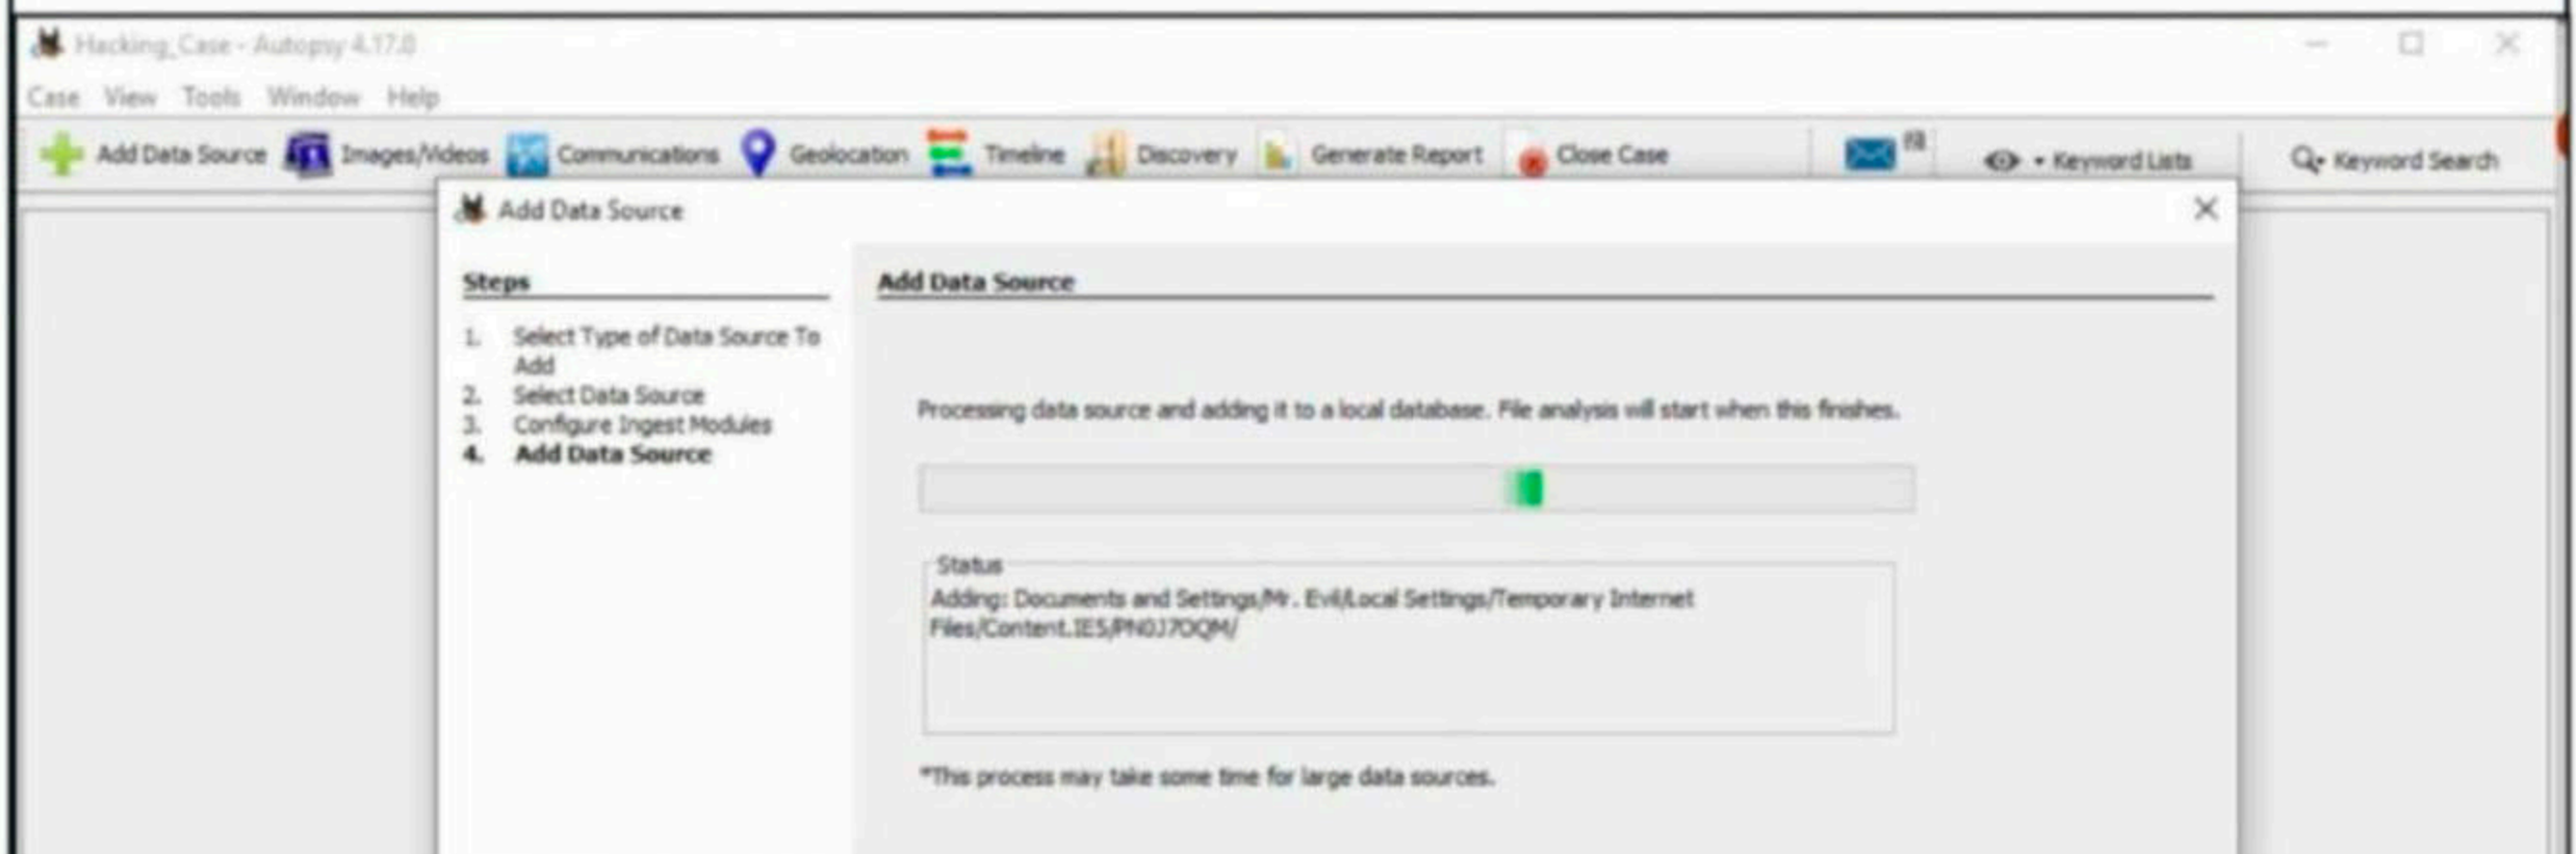 Hacking_Case - Autopsy 4.17.0
Case View Tools Window Help
Add Data Source Images/Videos Communications Geolocation Timeline Discovery Generate Report Close Case Keyword Lists Keyword Search
Add Data Source
Steps
1. Select Type of Data Source To
Add
2. Select Data Source
3. Configure Ingest Modules
4. Add Data Source
Add Data Source
Processing data source and adding it to a local database. File analysis will start when this finishes.
Status
Adding: Documents and Settings/Mr. Evil/Local Settings/Temporary Internet
Files/Content.IE5/PN0J7OQM/
*This process may take some time for large data sources.